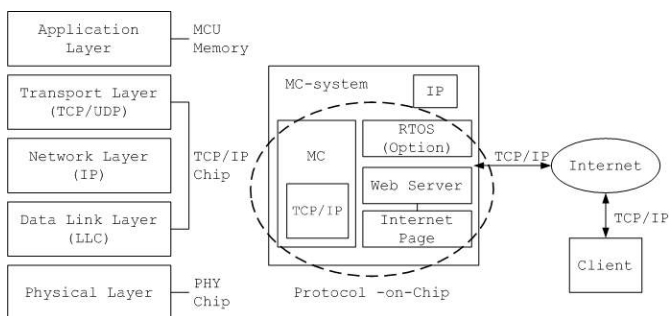 Application
Layer
MCU
Memory
Transport Layer
(TCP/UDP)
Network Layer
(IP)
TCP/IP
Chip
Data Link Layer
(LLC)
Physical Layer
PHY
Chip
MC-system
IP
MC
TCP/IP
RTOS
(Option)
Web Server
Internet
Page
Protocol -on-Chip
TCP/IP
Internet
TCP/IP
Client